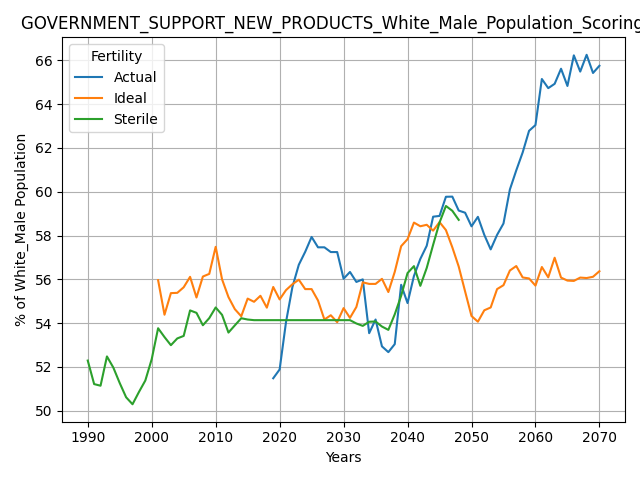 GOVERNMENT_SUPPORT_NEW_PRODUCTS_White_Male_Population_Scoring
Fertility
Actual
Ideal
Sterile
% of White_Male Population
66
64
62
60
58
56
54
52
50
1990 2000 2010 2020 2030 2040 2050 2060 2070
Years